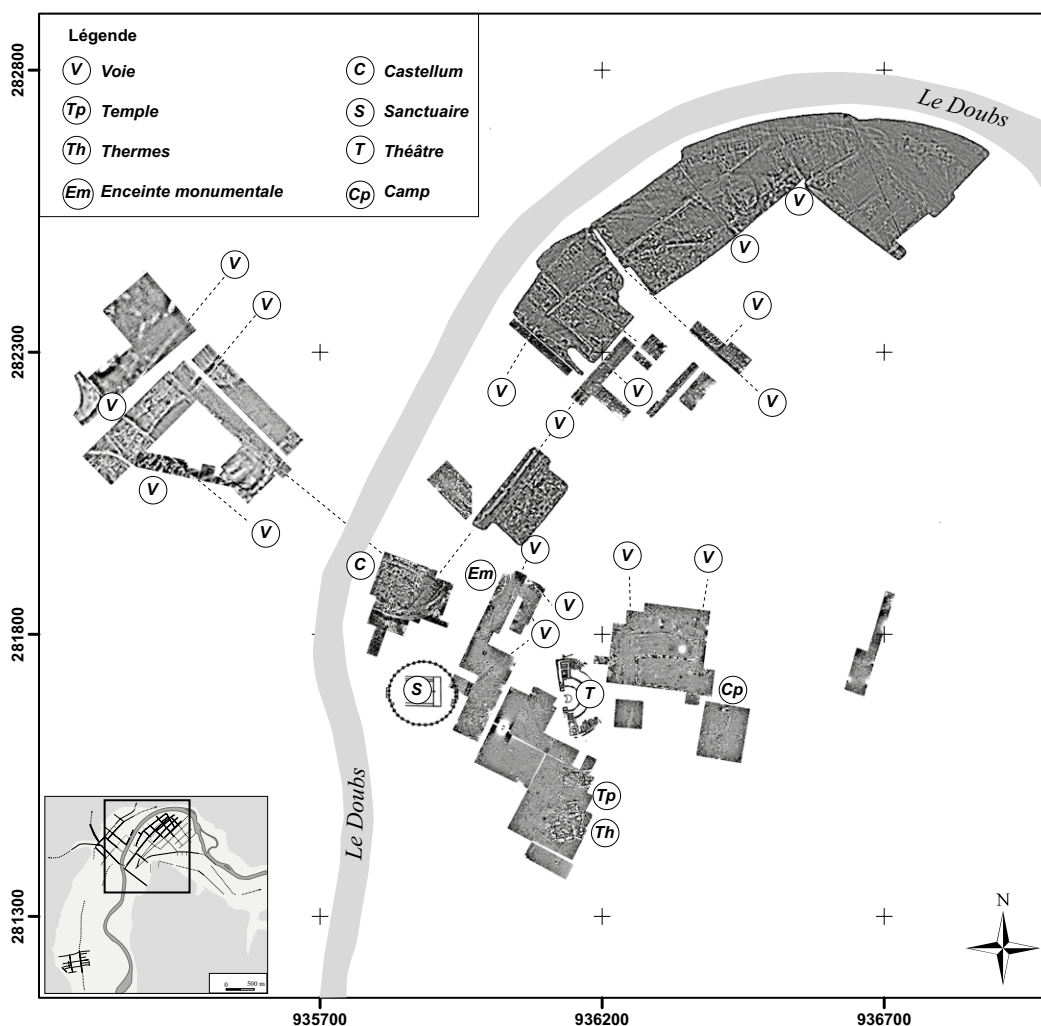 Légende
V Voie
C Castellum
Tp Temple
S Sanctuaire
Th Thermes
T Théâtre
Em Enceinte monumentale
Cp Camp
282800
282300
281800
281300
935700
936200
936700
Le Doubs
V
V
V
V
V
V
V
V
V
V
V
V
V
V
C
Em
V
V
V
V
V
S
T
Cp
Tp
Th
Le Doubs
N
0 500 m